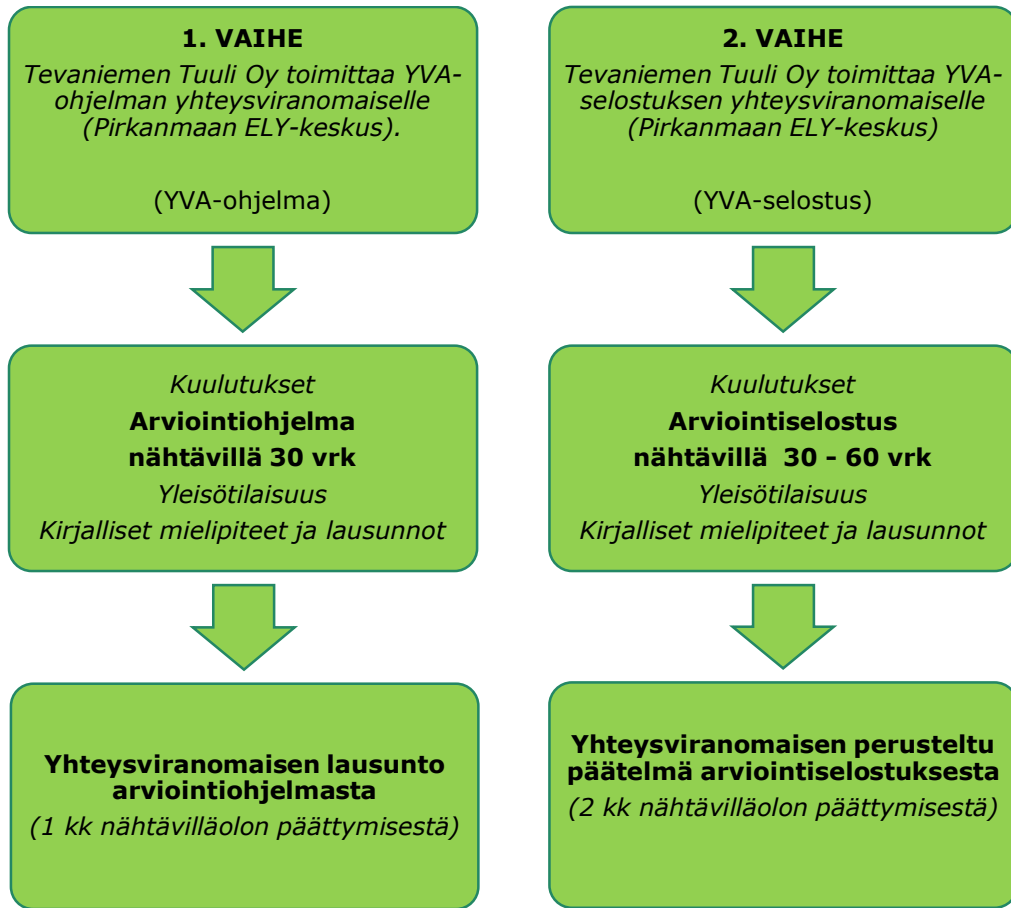 1. VAIHE
Tevaniemen Tuuli Oy toimittaa YVA-
ohjelman yhteysviranomaiselle
(Pirkanmaan ELY-keskus).
(YVA-ohjelma)
Kuulutukset
Arviointiohjelma
nähtävillä 30 vrk
Yleisötilaisuus
Kirjalliset mielipiteet ja lausunnot
Yhteysviranomaisen lausunto
arviointiohjelmasta
(1 kk nähtävilläolon päättymisestä)
2. VAIHE
Tevaniemen Tuuli Oy toimittaa YVA-
selostuksen yhteysviranomaiselle
(Pirkanmaan ELY-keskus)
(YVA-selostus)
Kuulutukset
Arviointiselostus
nähtävillä 30 - 60 vrk
Yleisötilaisuus
Kirjalliset mielipiteet ja lausunnot
Yhteysviranomaisen perusteltu
päätelmä arviointiselostuksesta
(2 kk nähtävilläolon päättymisestä)